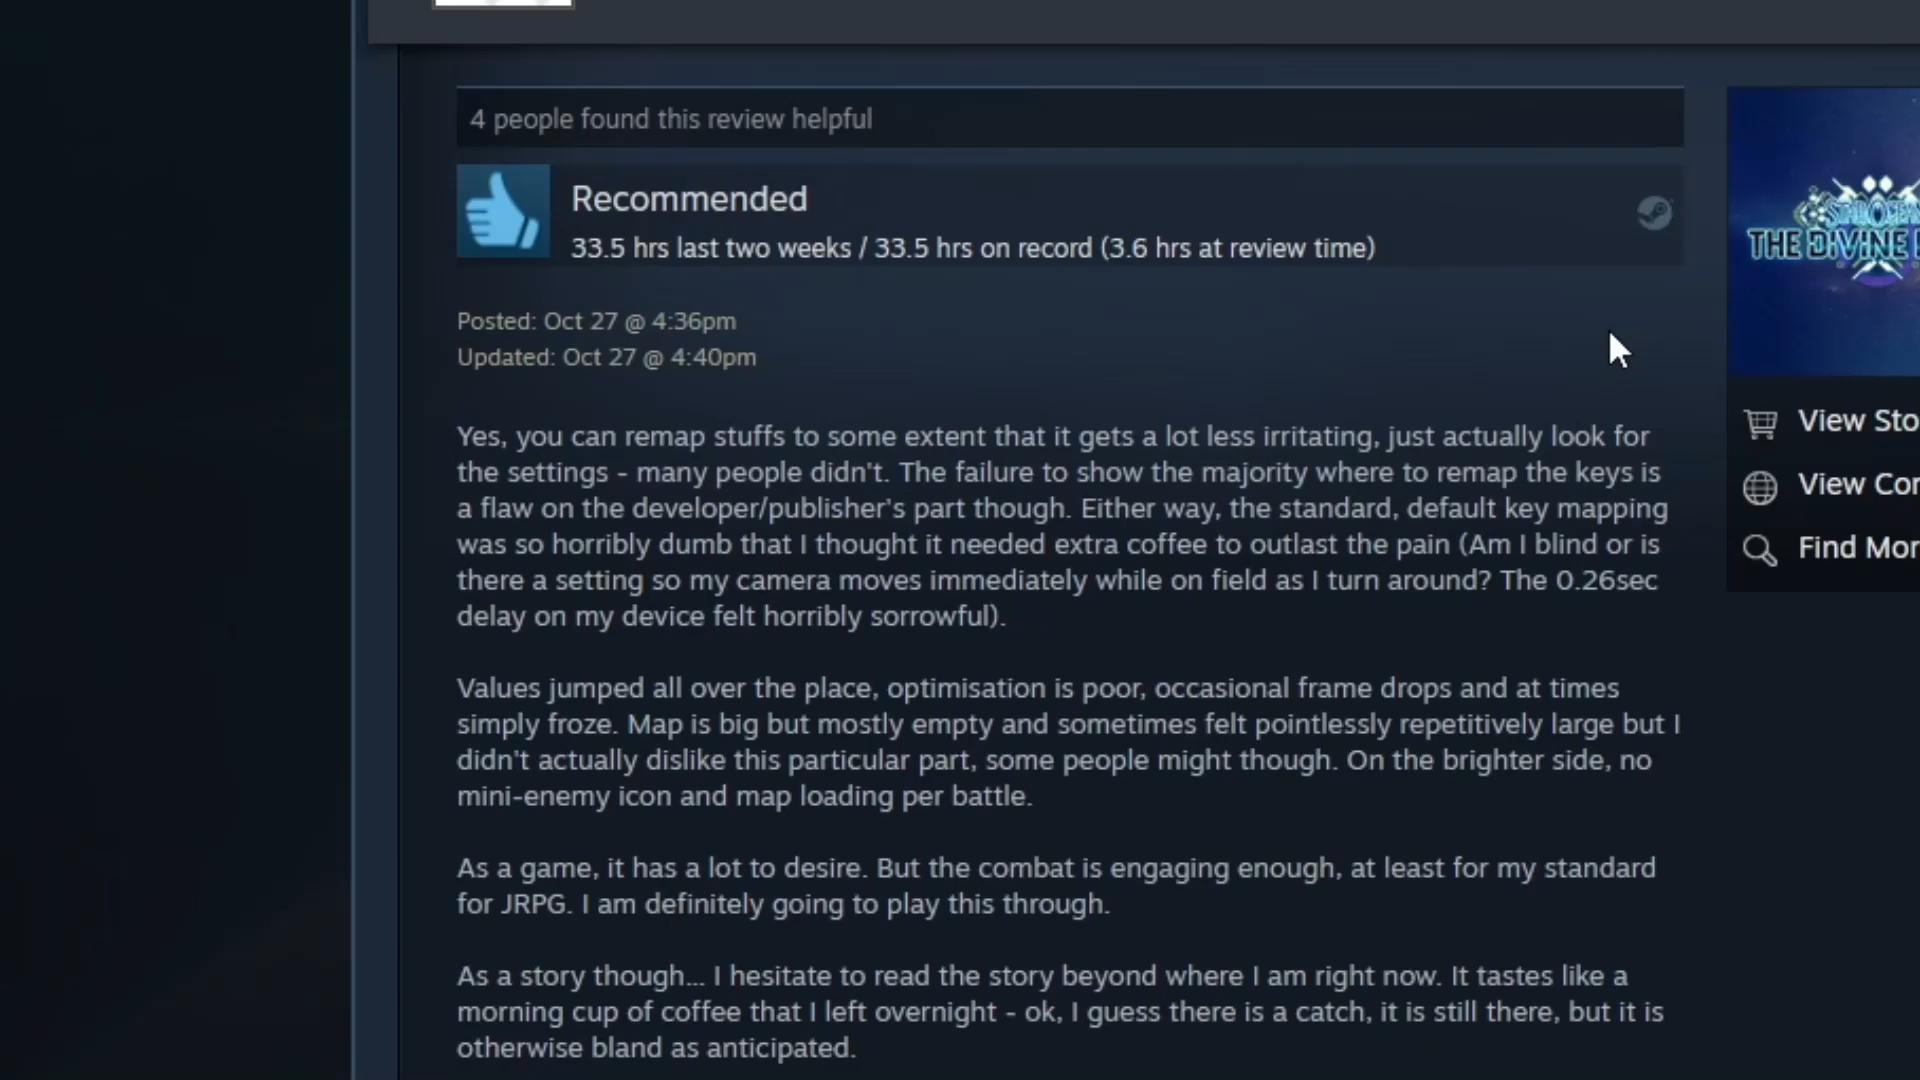 4 people found this review helpful
Recommended
33.5 hrs last two weeks / 33.5 hrs on record (3.6 hrs at review time)
Posted: Oct 27 @ 4:36pm
Updated: Oct 27 @ 4:40pm
Yes, you can remap stuffs to some extent that it gets a lot less irritating, just actually look for
the settings - many people didn't. The failure to show the majority where to remap the keys is
a flaw on the developer/publisher's part though. Either way, the standard, default key mapping
was so horribly dumb that I thought it needed extra coffee to outlast the pain (Am I blind or is
there a setting so my camera moves immediately while on field as I turn around? The 0.26sec
delay on my device felt horribly sorrowful).
Values jumped all over the place, optimisation is poor, occasional frame drops and at times
simply froze. Map is big but mostly empty and sometimes felt pointlessly repetitively large but I
didn't actually dislike this particular part, some people might though. On the brighter side, no
mini-enemy icon and map loading per battle.
As a game, it has a lot to desire. But the combat is engaging enough, at least for my standard
for JRPG. I am definitely going to play this through.
As a story though... I hesitate to read the story beyond where I am right now. It tastes like a
morning cup of coffee that I left overnight - ok, I guess there is a catch, it is still there, but it is
otherwise bland as anticipated.
THE DIVINE
View Sto
View Cor
Find Mor